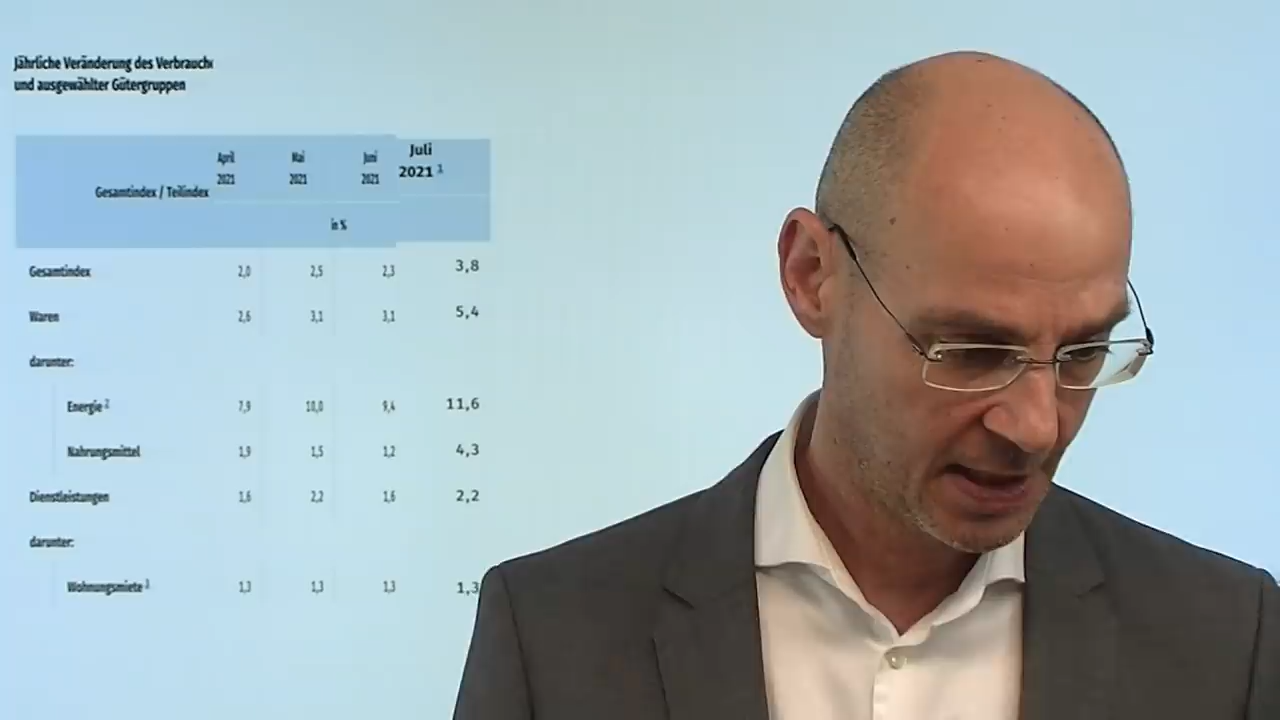 Jährliche Veränderung des Verbrauch
und ausgewählter Gütergruppen
Gesamtindex / Teilindex April 2021 Mai 2021 Juni 2021 Juli 2021 1
in %
Gesamtindex 2,0 2,5 2,3 3,8
Waren 2,6 3,1 3,1 5,4
darunter:
Energie 2 7,9 10,0 9,4 11,6
Nahrungsmittel 1,9 1,5 1,2 4,3
Dienstleistungen 1,6 2,2 1,6 2,2
darunter:
Wohnungsmiete 3 1,3 1,3 1,3 1,3